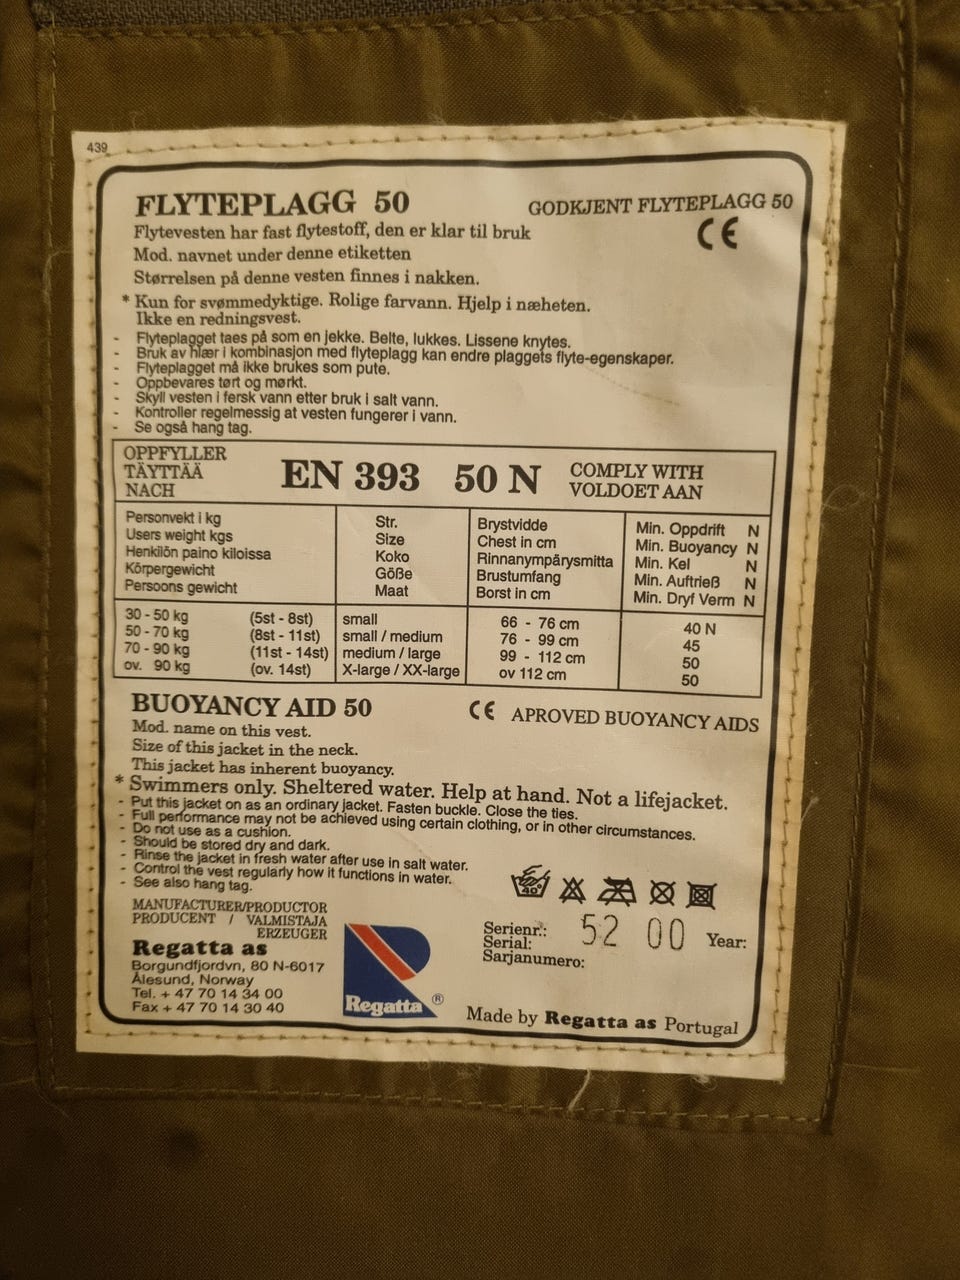 439
FLYTEPLAGG 50
GODKJENT FLYTEPLAGG 50
CE
Flytevesten har fast flytestoff, den er klar til bruk
Mod. navnet under denne etiketten
Størrelsen på denne vesten finnes i nakken.
* Kun for svømmedyktige. Rolige farvann. Hjelp i næheten.
Ikke en redningsvest.
- Flyteplagget taes på som en jekke. Belte, lukkes. Lissene knytes.
- Bruk av hlær i kombinasjon med flyteplagg kan endre plaggets flyte-egenskaper.
- Flyteplagget må ikke brukes som pute.
- Oppbevares tørt og mørkt.
- Skyll vesten i fersk vann etter bruk i salt vann.
- Kontroller regelmessig at vesten fungerer i vann.
- Se også hang tag.
OPPFYLLER
TÄYTTÄÄ
NACH
EN 393 50 N
COMPLY WITH
VOLDOET AAN
Personvekt i kg
Users weight kgs
Henkilön paino kiloissa
Körpergewicht
Persoons gewicht
Str.
Size
Koko
Göße
Maat
Brystvidde
Chest in cm
Rinnanympärysmitta
Brustumfang
Borst in cm
Min. Oppdrift N
Min. Buoyancy N
Min. Kel N
Min. Auftrieß N
Min. Dryf Verm N
30 - 50 kg (5st - 8st) small 66 - 76 cm 40 N
50 - 70 kg (8st - 11st) small / medium 76 - 99 cm 45
70 - 90 kg (11st - 14st) medium / large 99 - 112 cm 50
ov. 90 kg (ov. 14st) X-large / XX-large ov 112 cm 50
BUOYANCY AID 50
CE APROVED BUOYANCY AIDS
Mod. name on this vest.
Size of this jacket in the neck.
This jacket has inherent buoyancy.
* Swimmers only. Sheltered water. Help at hand. Not a lifejacket.
- Put this jacket on as an ordinary jacket. Fasten buckle. Close the ties.
- Full performance may not be achieved using certain clothing, or in other circumstances.
- Do not use as a cushion.
- Should be stored dry and dark.
- Rinse the jacket in fresh water after use in salt water.
- Control the vest regularly how it functions in water.
- See also hang tag.
40°
MANUFACTURER/PRODUCTOR
PRODUCENT / VALMISTAJA
ERZEUGER
Regatta as
Borgundfjordvn, 80 N-6017
Ålesund, Norway
Tel. + 47 70 14 34 00
Fax + 47 70 14 30 40
Regatta ®
Serienr.:
Serial:
Sarjanumero:
52 00
Year:
Made by Regatta as Portugal